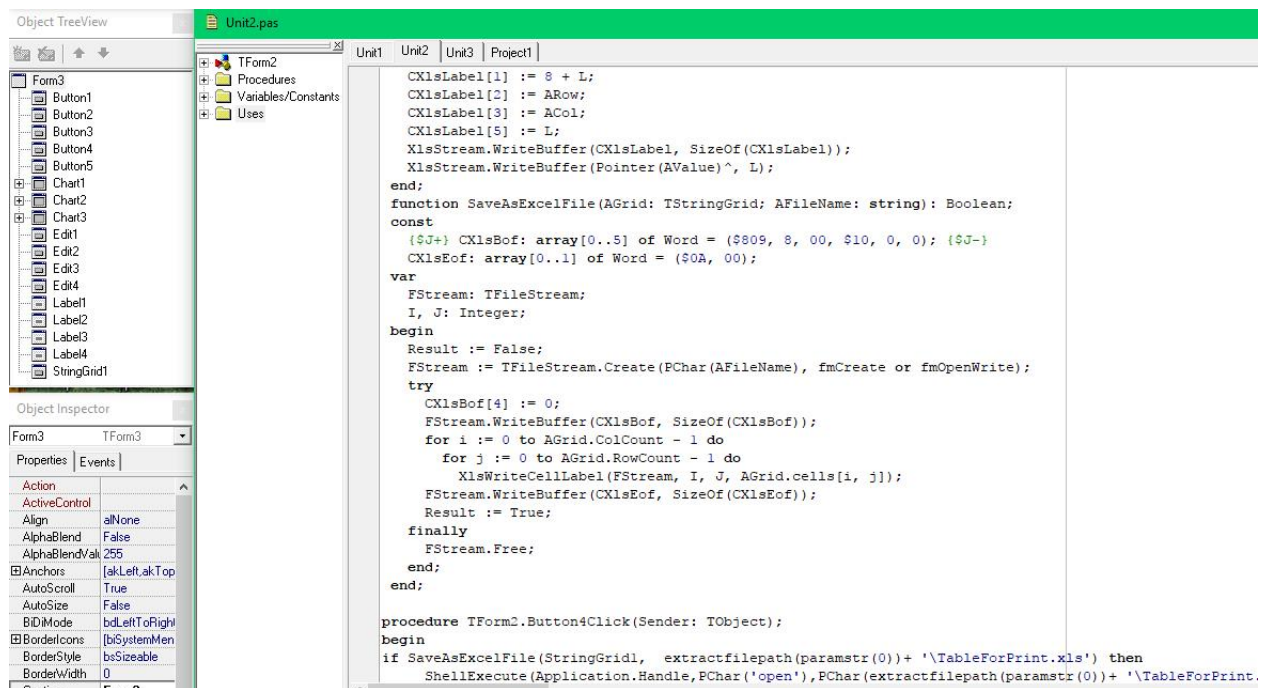 Object TreeView
Form3
Button1
Button2
Button3
Button4
Button5
Chart1
Chart2
Chart3
Edit1
Edit2
Edit3
Edit4
Label1
Label2
Label3
Label4
StringGrid1
Object Inspector
Form3 TForm3
Properties Events
Action
ActiveControl
Align alNone
AlphaBlend False
AlphaBlendValu 255
Anchors [akLeft,akTop
AutoScroll True
AutoSize False
BiDiMode bdLeftToRight
BorderIcons [biSystemMen
BorderStyle bsSizeable
BorderWidth 0
Unit2.pas
TForm2
Procedures
Variables/Constants
Uses
Unit1 Unit2 Unit3 Project1
CXlsLabel[1] := 8 + L;
CXlsLabel[2] := ARow;
CXlsLabel[3] := ACol;
CXlsLabel[5] := L;
XlsStream.WriteBuffer(CXlsLabel, SizeOf(CXlsLabel));
XlsStream.WriteBuffer(Pointer(AValue)^, L);
end;
function SaveAsExcelFile(AGrid: TStringGrid; AFileName: string): Boolean;
const
{$J+} CXlsBof: array[0..5] of Word = ($809, 8, 00, $10, 0, 0); {$J-}
CXlsEof: array[0..1] of Word = ($0A, 00);
var
FStream: TFileStream;
I, J: Integer;
begin
Result := False;
FStream := TFileStream.Create(PChar(AFileName), fmCreate or fmOpenWrite);
try
CXlsBof[4] := 0;
FStream.WriteBuffer(CXlsBof, SizeOf(CXlsBof));
for i := 0 to AGrid.ColCount - 1 do
for j := 0 to AGrid.RowCount - 1 do
XlsWriteCellLabel(FStream, I, J, AGrid.cells[i, j]);
FStream.WriteBuffer(CXlsEof, SizeOf(CXlsEof));
Result := True;
finally
FStream.Free;
end;
end;
procedure TForm2.Button4Click(Sender: TObject);
begin
if SaveAsExcelFile(StringGrid1, extractfilepath(paramstr(0))+ '\TableForPrint.xls') then
ShellExecute(Application.Handle,PChar('open'),PChar(extractfilepath(paramstr(0))+ '\TableForPrint.